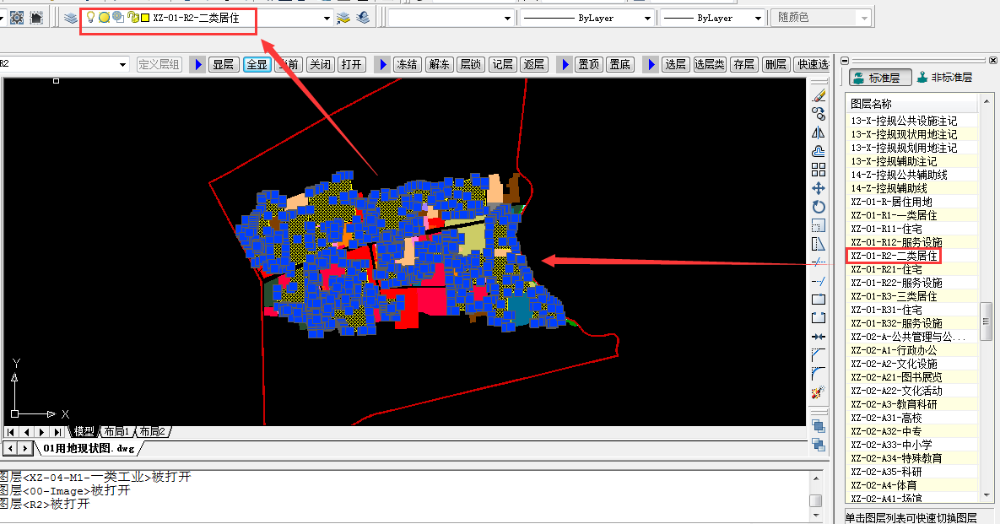 XZ-01-R2-二类居住
ByLayer
ByLayer
随颜色
R2
定义层组
显层
全显
当前
关闭
打开
冻结
解冻
层锁
记层
返层
置顶
置底
选层
选层类
存层
删层
快速选
标准层
非标准层
图层名称
13-X-控规公共设施注记
13-X-控规现状用地注记
13-X-控规规划用地注记
13-X-控规辅助注记
14-Z-控规公共辅助线
14-Z-控规辅助线
XZ-01-R-居住用地
XZ-01-R1-一类居住
XZ-01-R11-住宅
XZ-01-R12-服务设施
XZ-01-R2-二类居住
XZ-01-R21-住宅
XZ-01-R22-服务设施
XZ-01-R3-三类居住
XZ-01-R31-住宅
XZ-01-R32-服务设施
XZ-02-A-公共管理与公...
XZ-02-A1-行政办公
XZ-02-A2-文化设施
XZ-02-A21-图书展览
XZ-02-A22-文化活动
XZ-02-A3-教育科研
XZ-02-A31-高校
XZ-02-A32-中专
XZ-02-A33-中小学
XZ-02-A34-特殊教育
XZ-02-A35-科研
XZ-02-A4-体育
XZ-02-A41-场馆
单击图层列表可快速切换图层
Y
X
模型
布局1
布局2
01用地现状图.dwg
图层<XZ-04-M1-一类工业>被打开
图层<00-Image>被打开
图层<R2>被打开